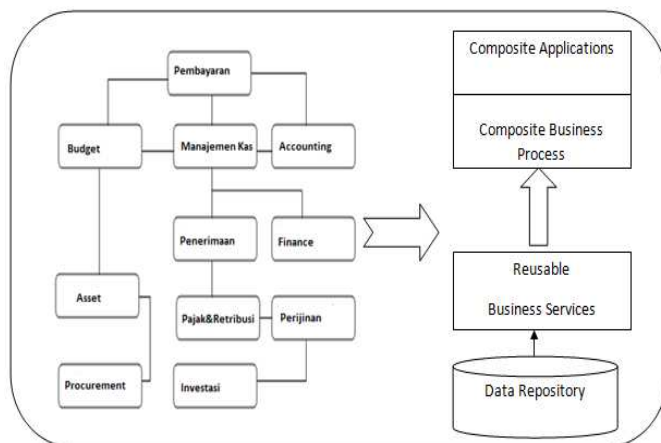 Pembayaran
Budget
Manajemen Kas
Accounting
Penerimaan
Finance
Asset
Pajak&Retribusi
Perijinan
Procurement
Investasi
Composite Applications
Composite Business
Process
Reusable
Business Services
Data Repository